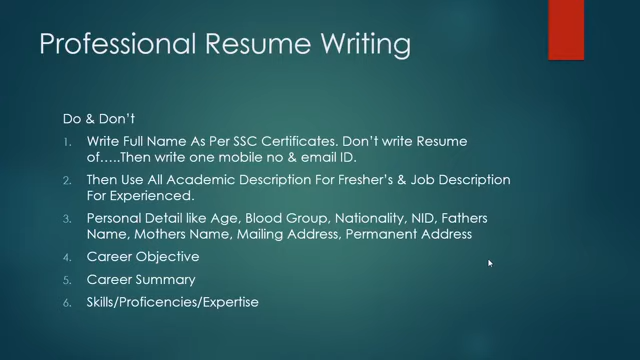 Professional Resume Writing
Do & Don't
1. Write Full Name As Per SSC Certificates. Don't write Resume
of.....Then write one mobile no & email ID.
2. Then Use All Academic Description For Fresher's & Job Description
For Experienced.
3. Personal Detail like Age, Blood Group, Nationality, NID, Fathers
Name, Mothers Name, Mailing Address, Permanent Address
4. Career Objective
5. Career Summary
6. Skills/Proficencies/Expertise